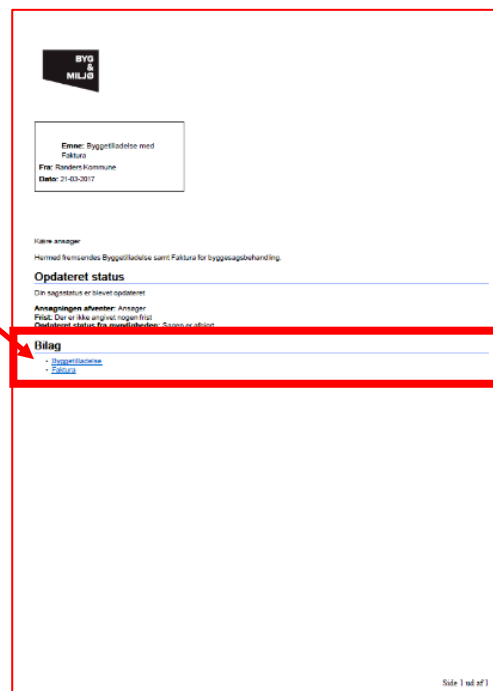 BYG
&
MILJØ
Emne: Byggetilladelse med
Faktura
Fra: Randers Kommune
Dato: 21-03-2017
Kære ansøger
Hermed fremsendes Byggetilladelse samt Faktura for byggesagsbehandling.
Opdateret status
Din sagsstatus er blevet opdateret
Ansøgningen afventer: Ansøger
Frist: Der er ikke angivet nogen frist
Opdateret status fra myndigheden: Sagen er afgjort
Bilag
- Byggetilladelse
- Faktura
Side 1 ud af 1